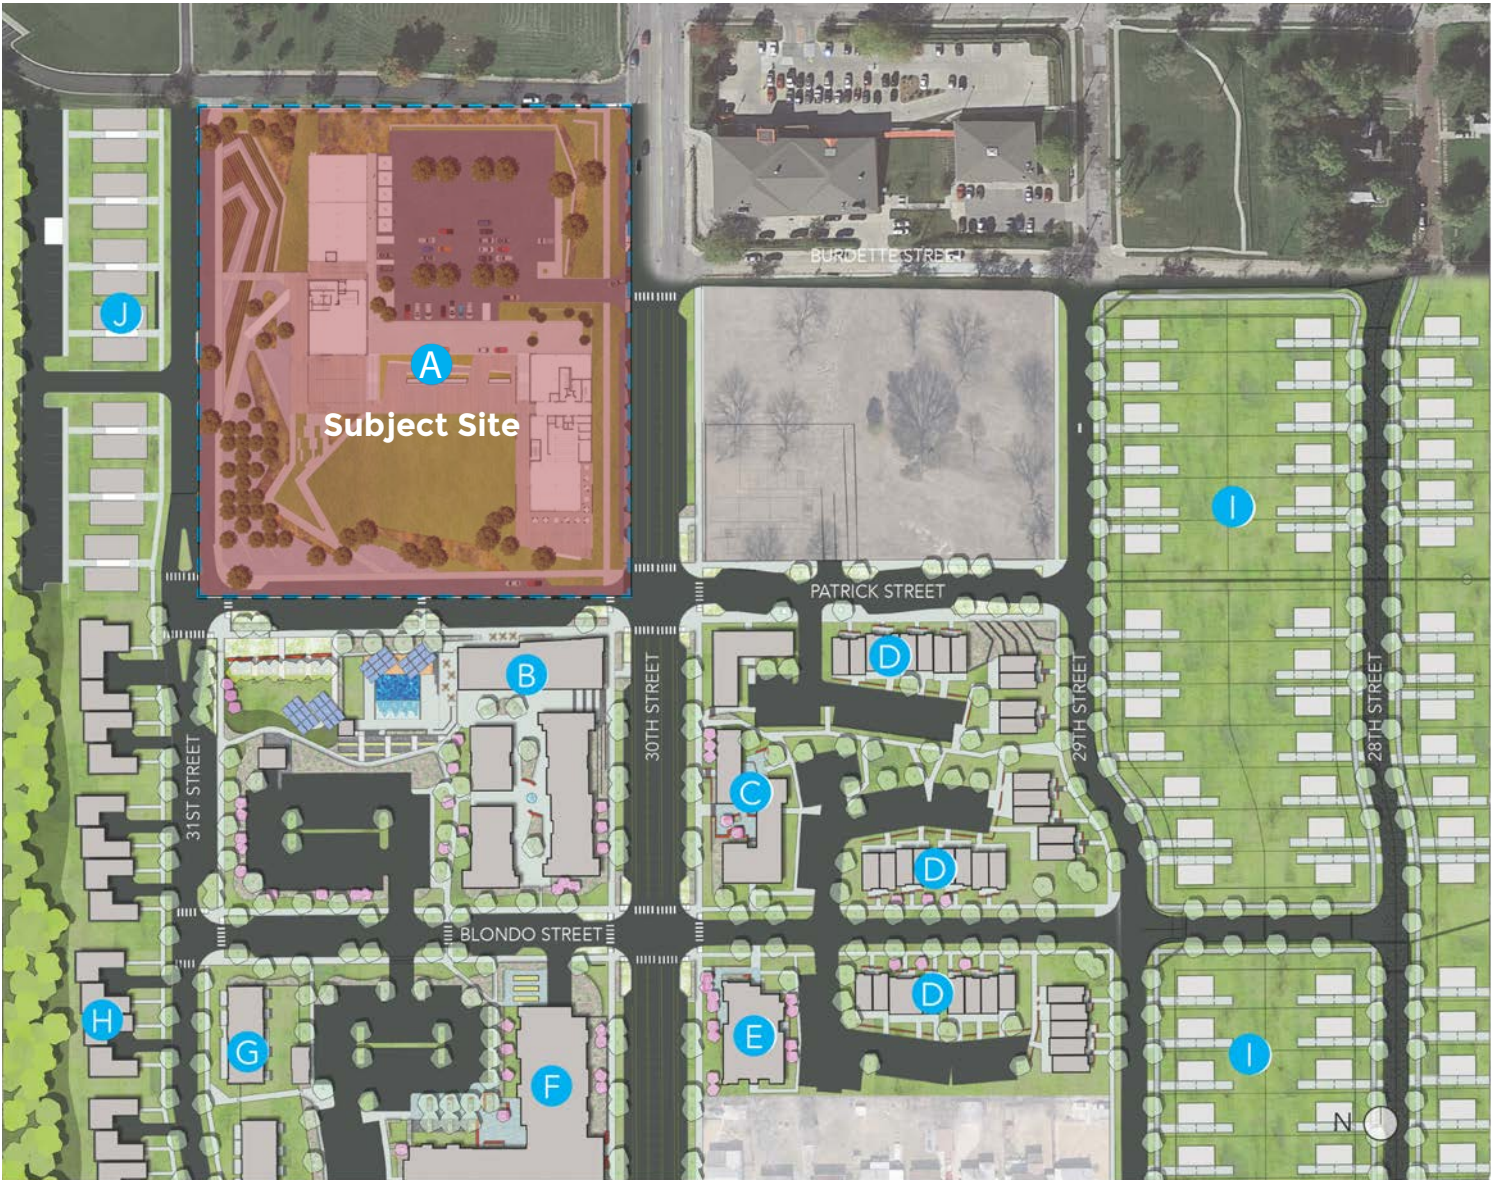 BURDETTE STREET
J
A
Subject Site
I
PATRICK STREET
B
D
30TH STREET
29TH STREET
28TH STREET
31ST STREET
C
D
BLONDO STREET
H
G
F
E
D
I
N